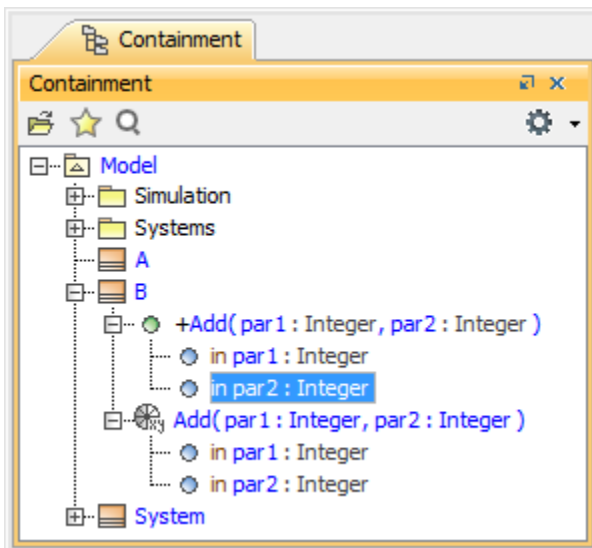 Containment
Containment
Model
Simulation
Systems
A
B
+Add( par1 : Integer, par2 : Integer )
in par1 : Integer
in par2 : Integer
Add( par1 : Integer, par2 : Integer )
in par1 : Integer
in par2 : Integer
System